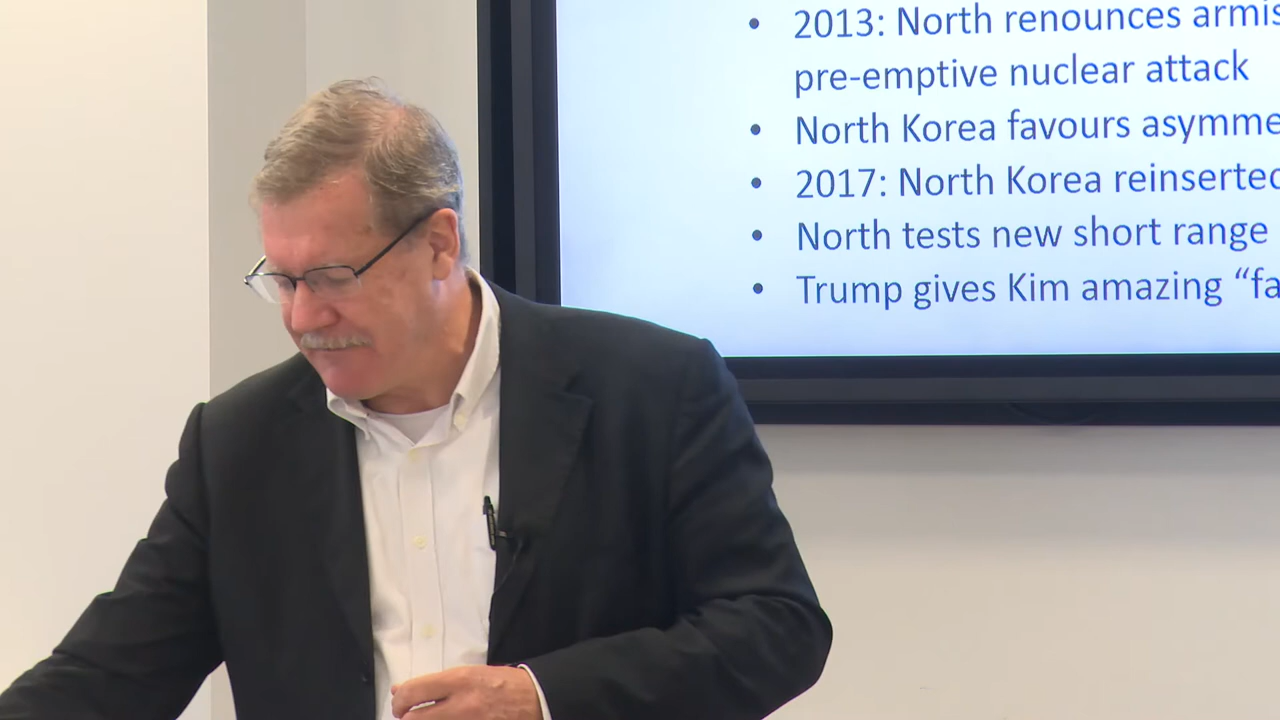 • 2013: North renounces armis
pre-emptive nuclear attack
• North Korea favours asymme
• 2017: North Korea reinserted
• North tests new short range
• Trump gives Kim amazing “fa